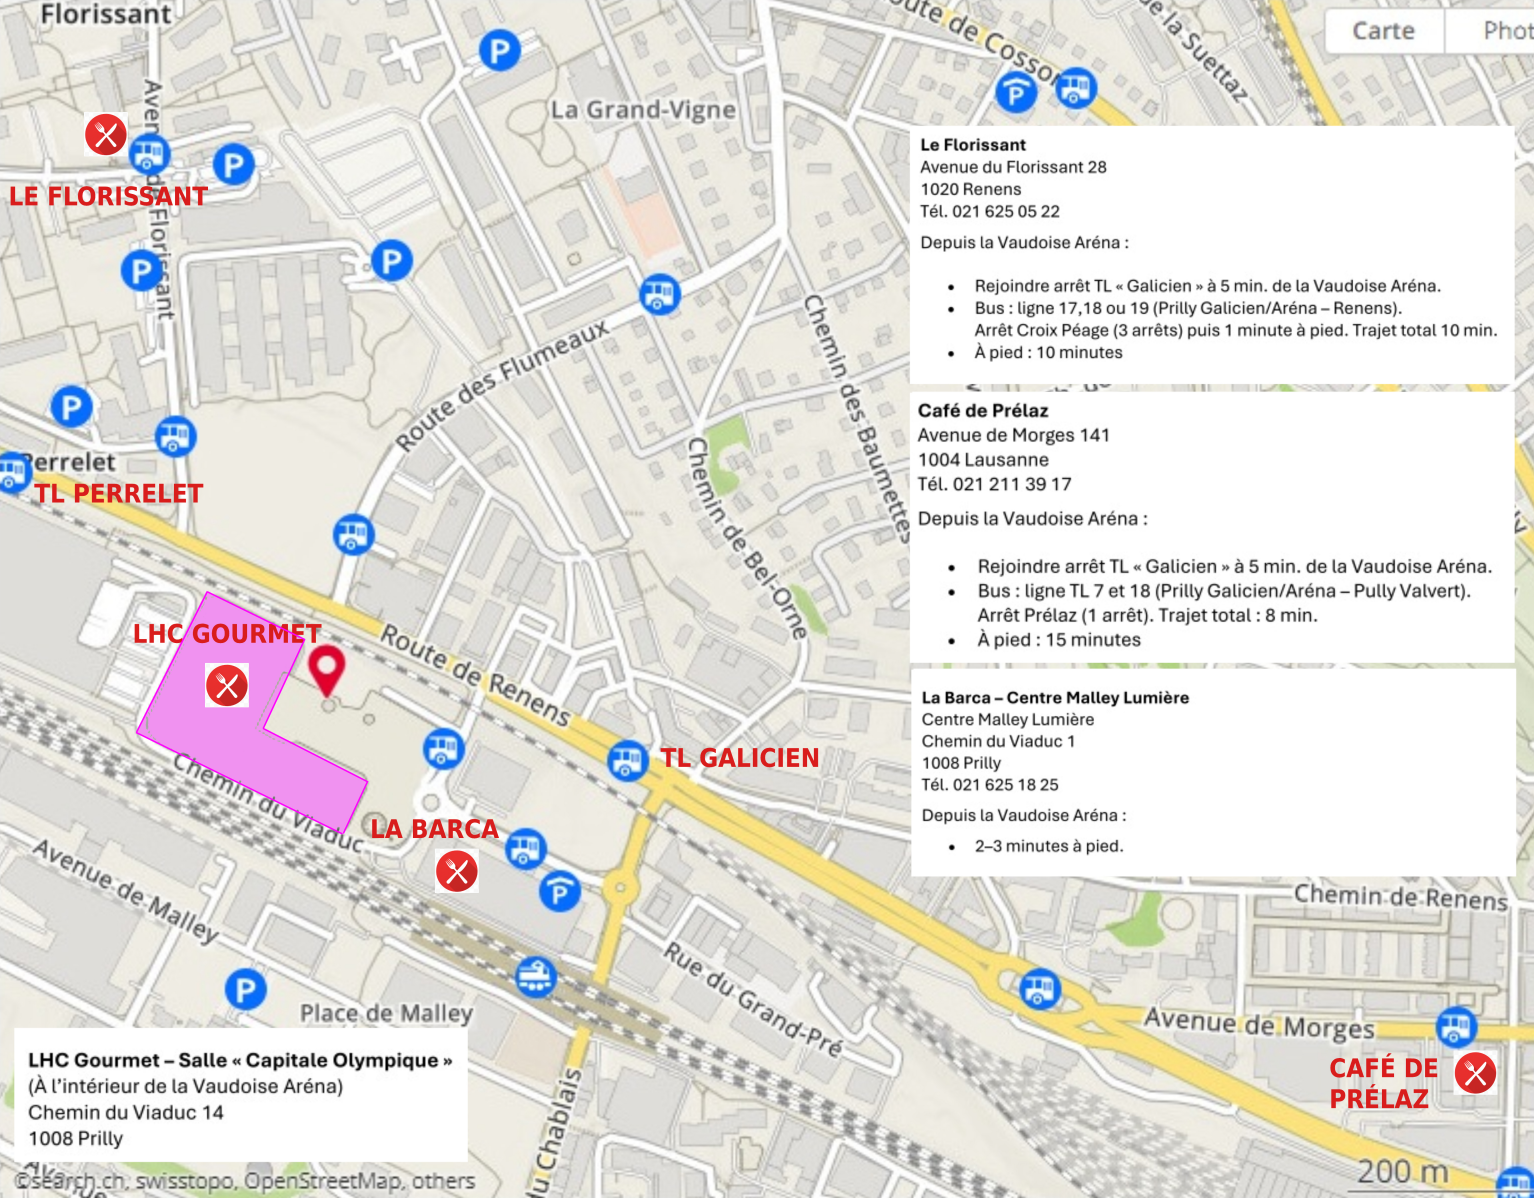 Florissant
Carte
Phot
oute de Cosson
ue de la Suettaz
La Grand-Vigne
Avenue de Florissant
LE FLORISSANT
Le Florissant
Avenue du Florissant 28
1020 Renens
Tél. 021 625 05 22
Depuis la Vaudoise Aréna :
• Rejoindre arrêt TL « Galicien » à 5 min. de la Vaudoise Aréna.
• Bus : ligne 17,18 ou 19 (Prilly Galicien/Aréna – Renens).
Arrêt Croix Péage (3 arrêts) puis 1 minute à pied. Trajet total 10 min.
• À pied : 10 minutes
Route des Flumeaux
Chemin des Baumettes
Chemin de Bel-Orne
Café de Prélaz
Avenue de Morges 141
1004 Lausanne
Tél. 021 211 39 17
Depuis la Vaudoise Aréna :
• Rejoindre arrêt TL « Galicien » à 5 min. de la Vaudoise Aréna.
• Bus : ligne TL 7 et 18 (Prilly Galicien/Aréna – Pully Valvert).
Arrêt Prélaz (1 arrêt). Trajet total : 8 min.
• À pied : 15 minutes
Perrelet
TL PERRELET
LHC GOURMET
Route de Renens
TL GALICIEN
La Barca – Centre Malley Lumière
Centre Malley Lumière
Chemin du Viaduc 1
1008 Prilly
Tél. 021 625 18 25
Depuis la Vaudoise Aréna :
• 2–3 minutes à pied.
Chemin du Viaduc
LA BARCA
Avenue de Malley
Chemin de Renens
Rue du Grand-Pré
Place de Malley
Avenue de Morges
CAFÉ DE
PRÉLAZ
LHC Gourmet – Salle « Capitale Olympique »
(À l'intérieur de la Vaudoise Aréna)
Chemin du Viaduc 14
1008 Prilly
du Chablais
200 m
©search.ch, swisstopo, OpenStreetMap, others